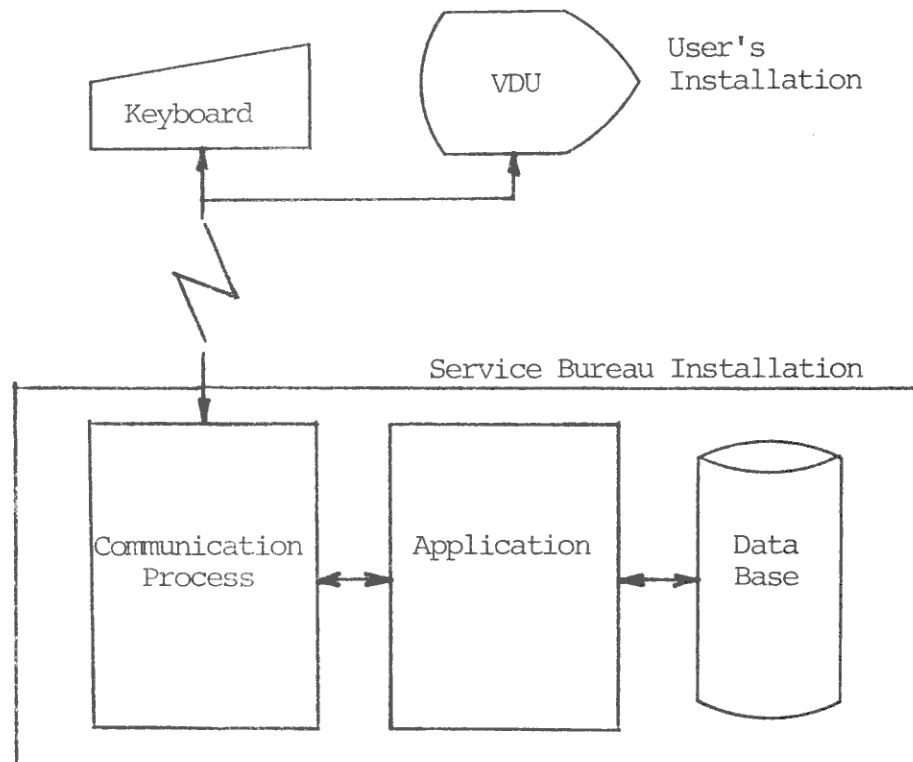 User's
Installation
VDU
Keyboard
Service Bureau Installation
Communication
Process
Application
Data
Base